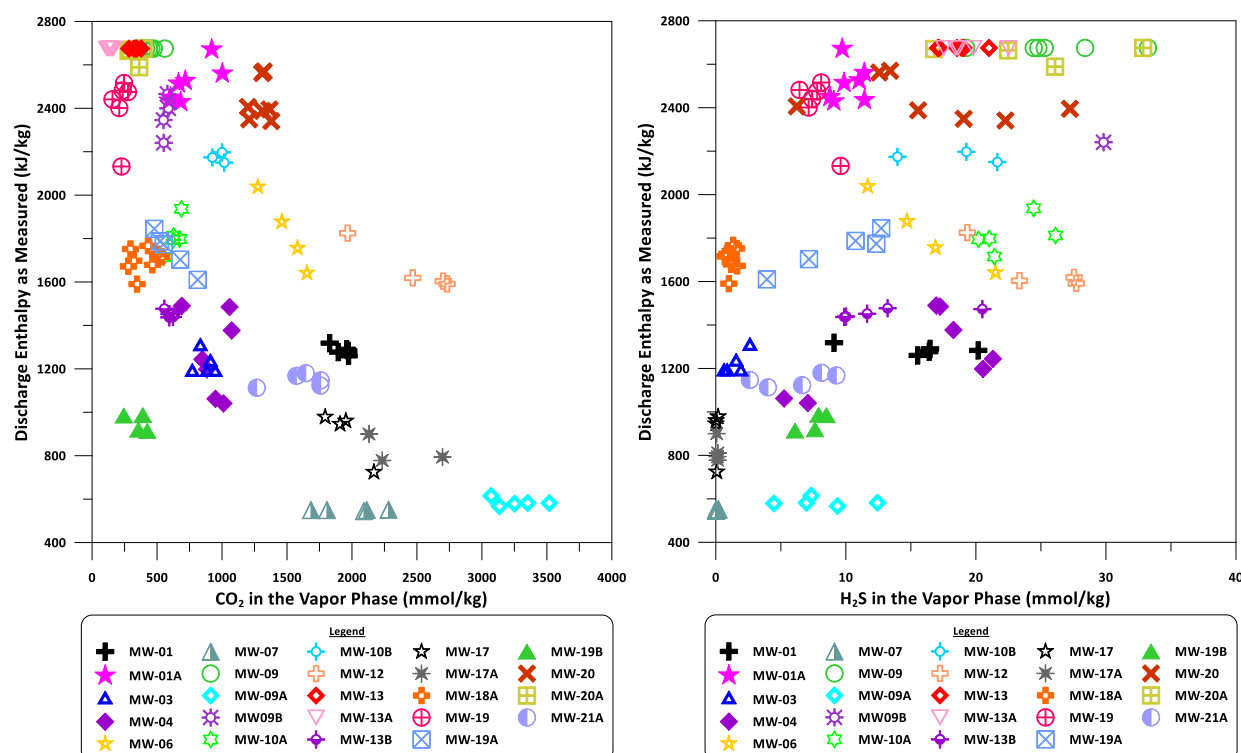 2800
2400
2000
1600
1200
800
400
Discharge Enthalpy as Measured (kJ/kg)
0 500 1000 1500 2000 2500 3000 3500 4000
CO₂ in the Vapor Phase (mmol/kg)
Legend
MW-01 MW-07 MW-10B MW-17 MW-19B
MW-01A MW-09 MW-12 MW-17A MW-20
MW-03 MW-09A MW-13 MW-18A MW-20A
MW-04 MW09B MW-13A MW-19 MW-21A
MW-06 MW-10A MW-13B MW-19A
2800
2400
2000
1600
1200
800
400
Discharge Enthalpy as Measured (kJ/kg)
0 10 20 30 40
H₂S in the Vapor Phase (mmol/kg)
Legend
MW-01 MW-07 MW-10B MW-17 MW-19B
MW-01A MW-09 MW-12 MW-17A MW-20
MW-03 MW-09A MW-13 MW-18A MW-20A
MW-04 MW09B MW-13A MW-19 MW-21A
MW-06 MW-10A MW-13B MW-19A